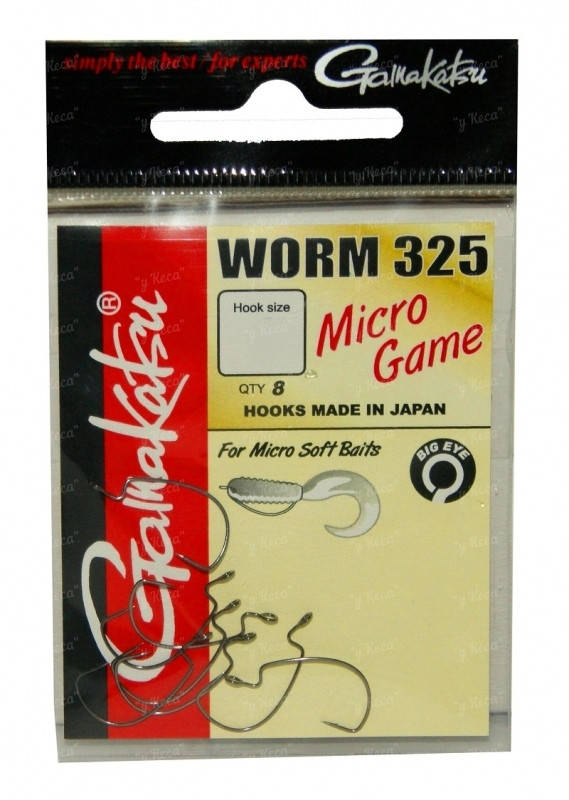 simply the best - for experts
Gamakatsu
WORM 325
Hook size
Micro
Game
QTY 8
HOOKS MADE IN JAPAN
For Micro Soft Baits
BIG EYE
Gamakatsu®
"у Кеса"